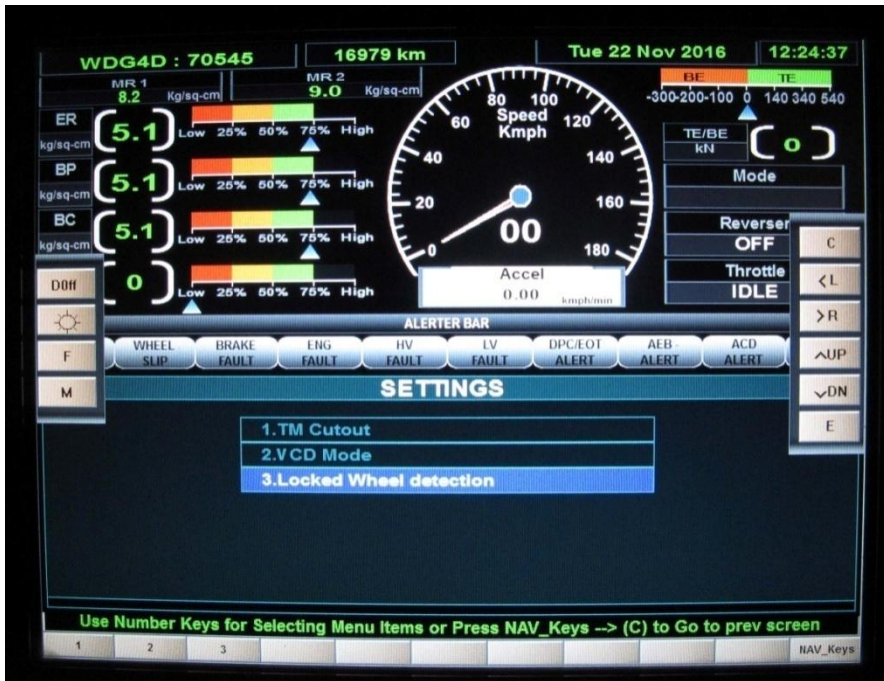 WDG4D : 70545
16979 km
Tue 22 Nov 2016
12:24:37
MR 1
8.2 Kg/sq-cm
MR 2
9.0 Kg/sq-cm
BE TE
-300-200-100 0 140 340 540
ER
kg/sq-cm
5.1
Low 25% 50% 75% High
BP
kg/sq-cm
5.1
Low 25% 50% 75% High
BC
kg/sq-cm
5.1
Low 25% 50% 75% High
0
Low 25% 50% 75% High
Speed
Kmph
0 20 40 60 80 100 120 140 160 180
00
Accel
0.00 kmph/min
TE/BE
kN
0
Mode
Reverser
OFF
Throttle
IDLE
DOff
F
M
C
<L
>R
UP
DN
E
ALERTER BAR
WHEEL SLIP
BRAKE FAULT
ENG FAULT
HV FAULT
LV FAULT
DPC/EOT ALERT
AEB- ALERT
ACD ALERT
SETTINGS
1.TM Cutout
2.VCD Mode
3.Locked Wheel detection
Use Number Keys for Selecting Menu Items or Press NAV_Keys --> (C) to Go to prev screen
1 2 3 NAV_Keys